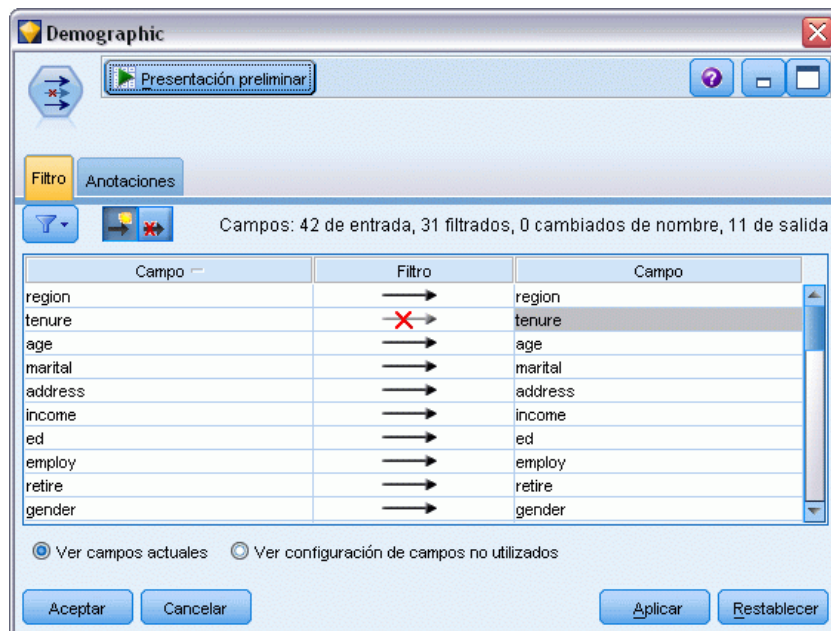 Demographic
Presentación preliminar
Filtro Anotaciones
Campos: 42 de entrada, 31 filtrados, 0 cambiados de nombre, 11 de salida
Campo Filtro Campo
region region
tenure tenure
age age
marital marital
address address
income income
ed ed
employ employ
retire retire
gender gender
Ver campos actuales Ver configuración de campos no utilizados
Aceptar Cancelar Aplicar Restablecer